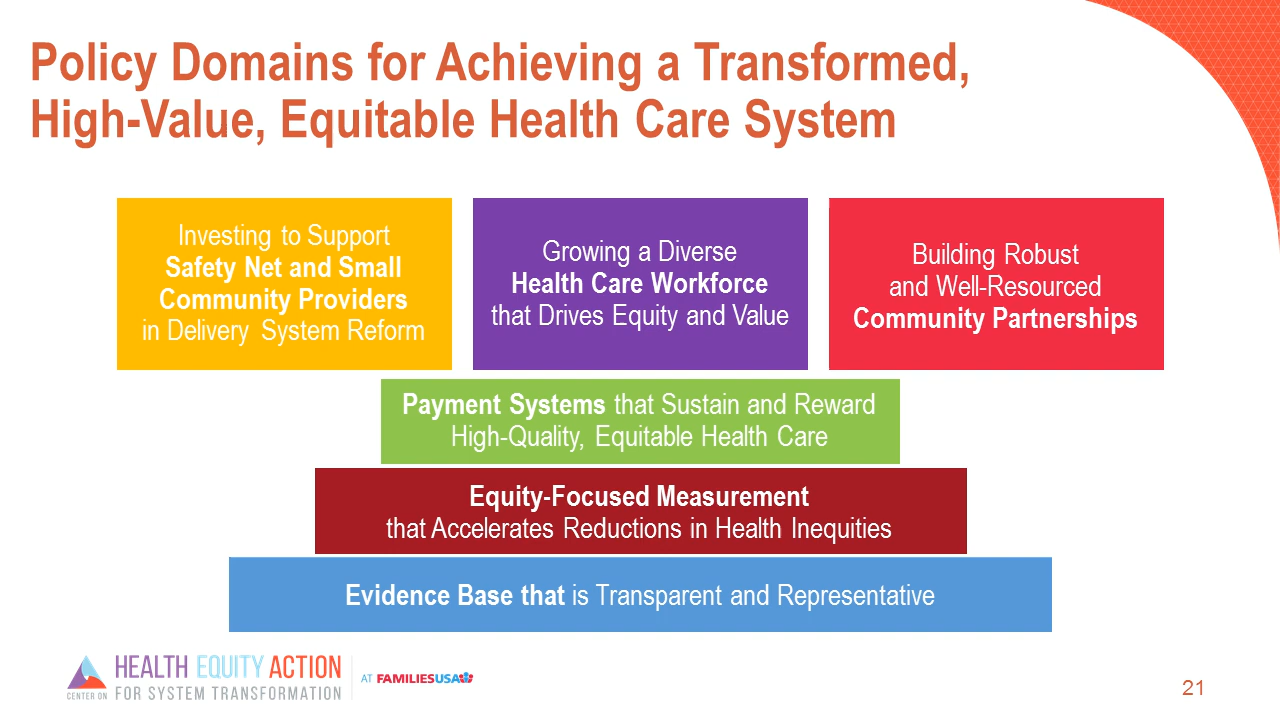 Policy Domains for Achieving a Transformed,
High-Value, Equitable Health Care System
Investing to Support
Safety Net and Small
Community Providers
in Delivery System Reform
Growing a Diverse
Health Care Workforce
that Drives Equity and Value
Building Robust
and Well-Resourced
Community Partnerships
Payment Systems that Sustain and Reward
High-Quality, Equitable Health Care
Equity-Focused Measurement
that Accelerates Reductions in Health Inequities
Evidence Base that is Transparent and Representative
HEALTH EQUITY ACTION
CENTER ON FOR SYSTEM TRANSFORMATION
AT FAMILIESUSA
21